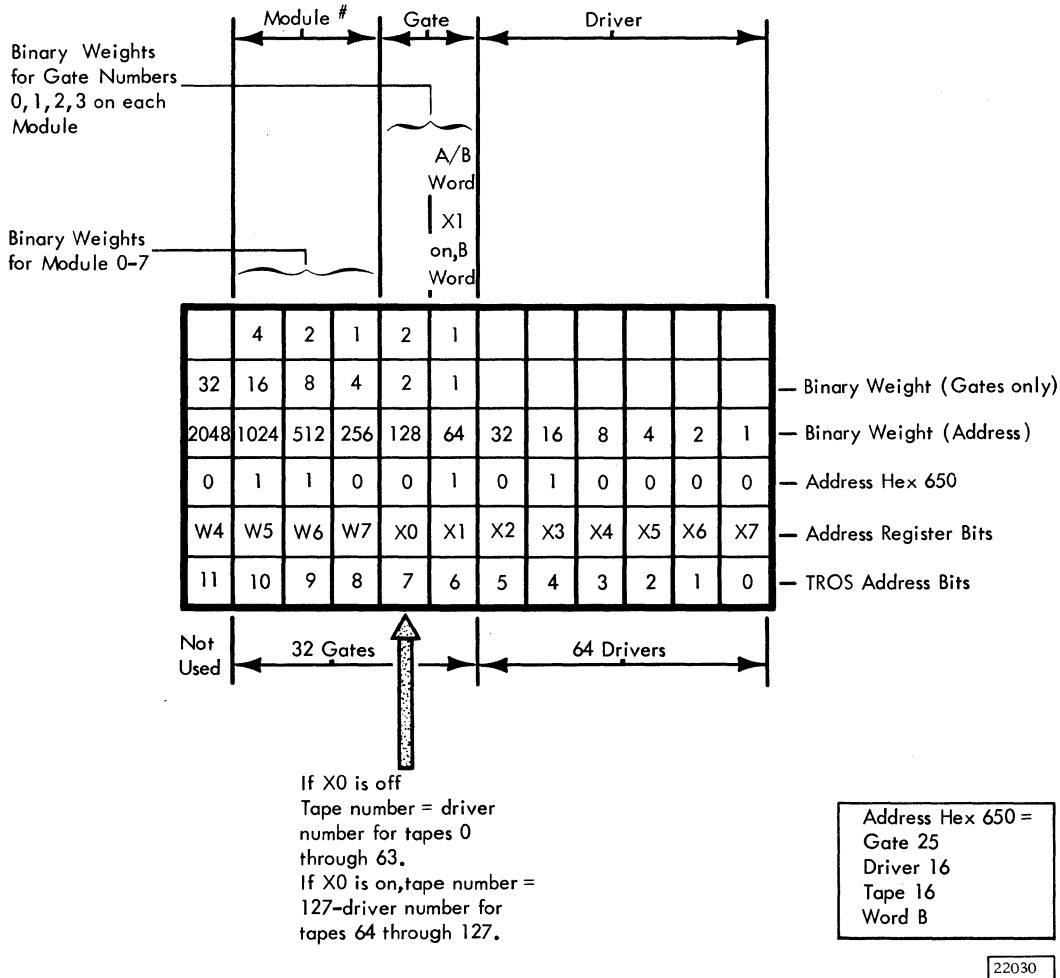 Module #
Gate
Driver
Binary Weights
for Gate Numbers
0,1,2,3 on each
Module
A/B
Word
X1
on,B
Word
Binary Weights
for Module 0-7
4 2 1 2 1
32 16 8 4 2 1
— Binary Weight (Gates only)
2048 1024 512 256 128 64 32 16 8 4 2 1
— Binary Weight (Address)
0 1 1 0 0 1 0 1 0 0 0 0
— Address Hex 650
W4 W5 W6 W7 X0 X1 X2 X3 X4 X5 X6 X7
— Address Register Bits
11 10 9 8 7 6 5 4 3 2 1 0
— TROS Address Bits
Not
Used
32 Gates
64 Drivers
If X0 is off
Tape number = driver
number for tapes 0
through 63.
If X0 is on,tape number =
127-driver number for
tapes 64 through 127.
Address Hex 650 =
Gate 25
Driver 16
Tape 16
Word B
22030